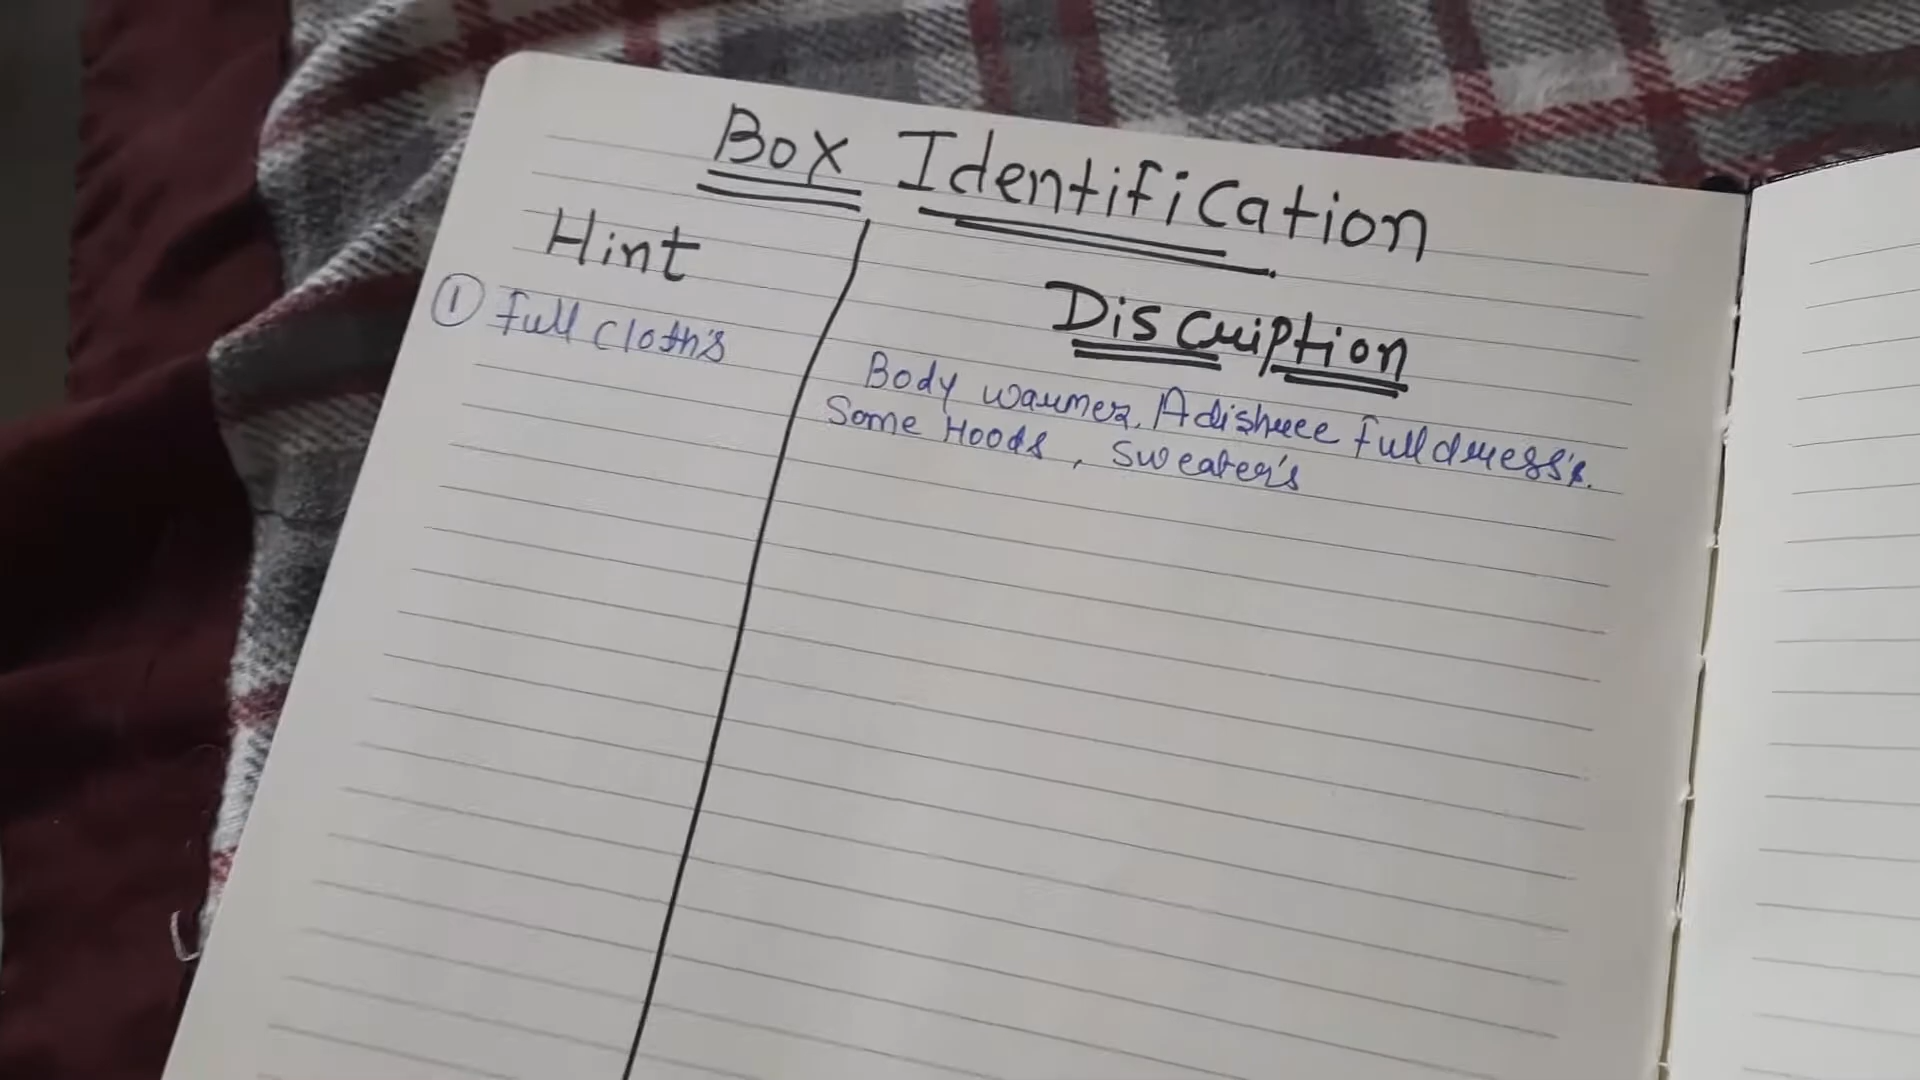 Box Identification
Hint
Discription
① Full Cloth's
Body warmer, Adishree Full dress's.
Some Hoods, Sweater's